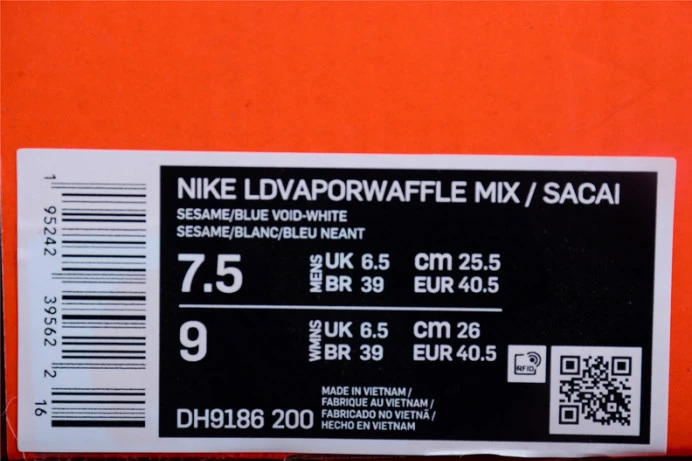 1 95242 39562 2 16
NIKE LDVAPORWAFFLE MIX / SACAI
SESAME/BLUE VOID-WHITE
SESAME/BLANC/BLEU NEANT
7.5 MENS UK 6.5 cm 25.5
BR 39 EUR 40.5
9 WMNS UK 6.5 cm 26
BR 39 EUR 40.5
RFID
MADE IN VIETNAM /
FABRIQUE AU VIETNAM /
FABRICADO NO VIETNÃ /
HECHO EN VIETNAM
DH9186 200